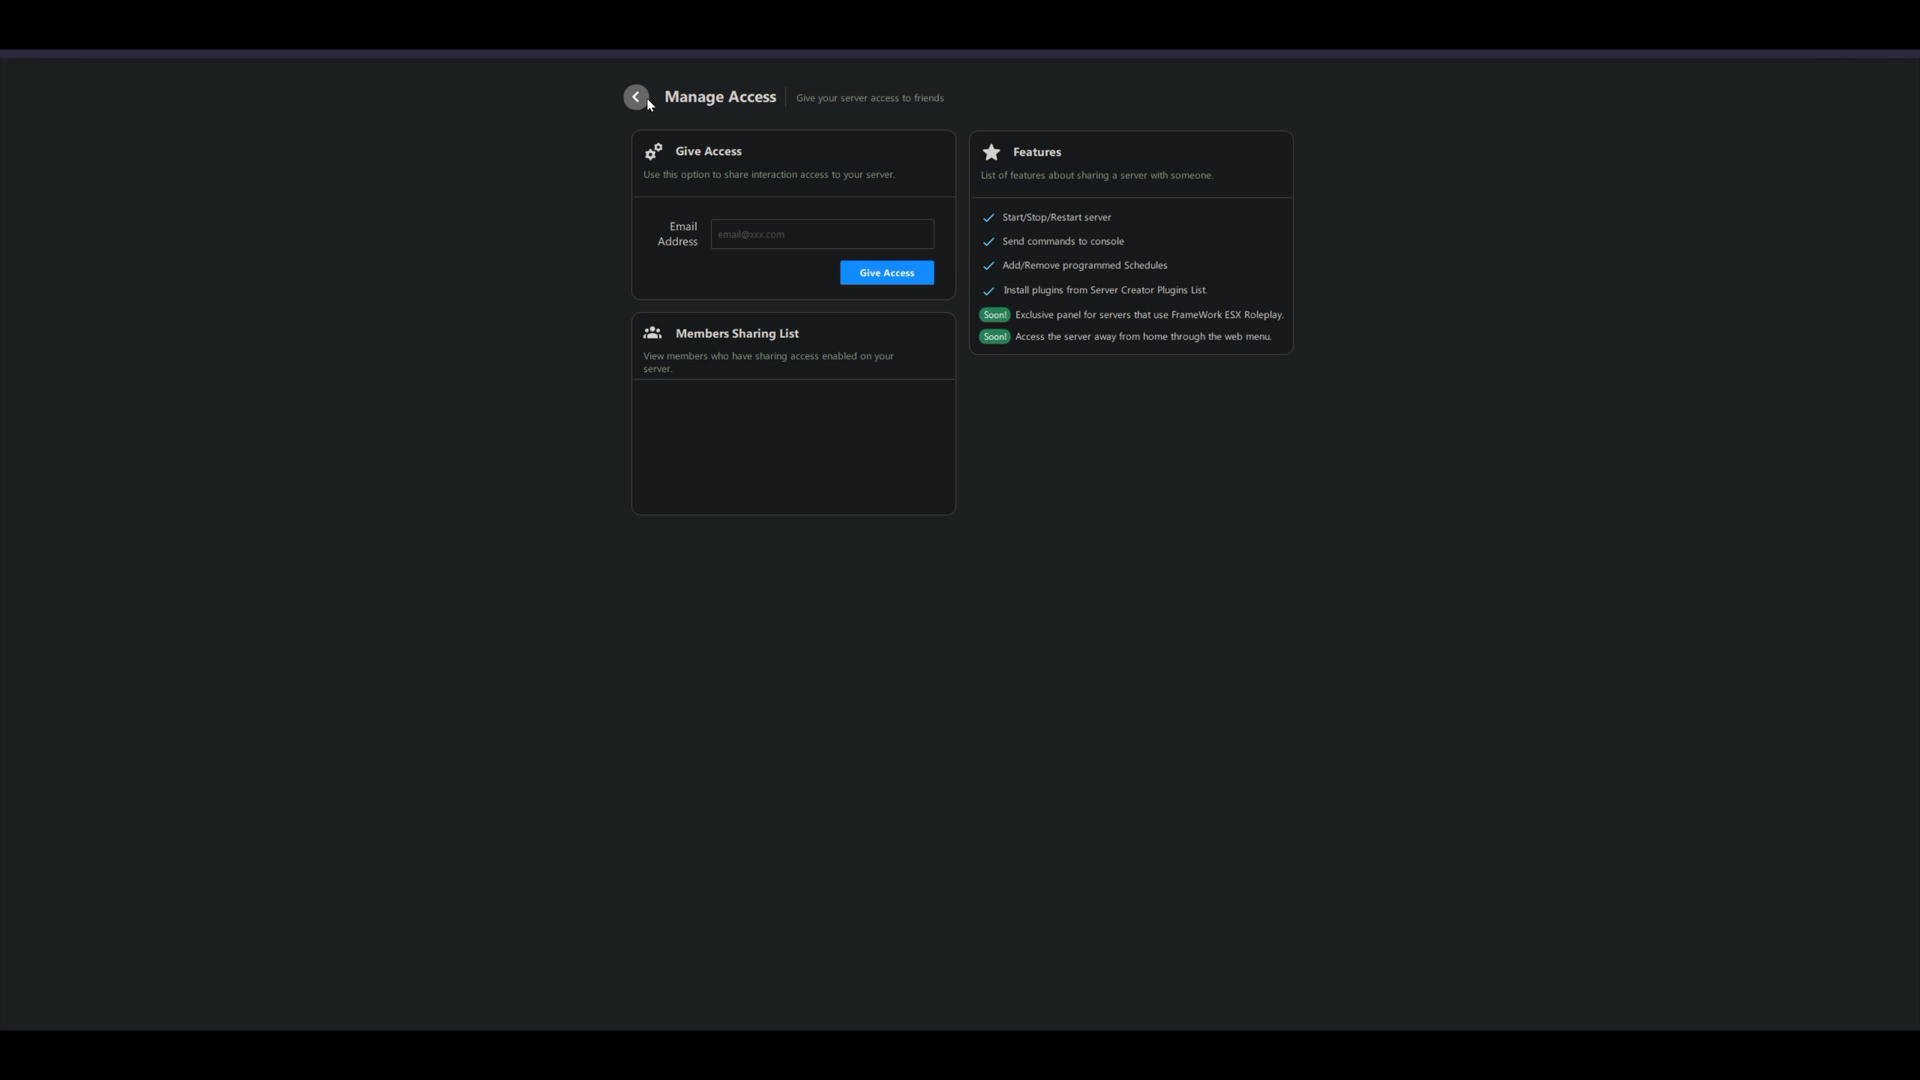 Manage Access
Give your server access to friends
Give Access
Use this option to share interaction access to your server.
Email
Address
email@xxx.com
Give Access
Members Sharing List
View members who have sharing access enabled on your
server.
Features
List of features about sharing a server with someone.
Start/Stop/Restart server
Send commands to console
Add/Remove programmed Schedules
Install plugins from Server Creator Plugins List.
Soon! Exclusive panel for servers that use FrameWork ESX Roleplay.
Soon! Access the server away from home through the web menu.